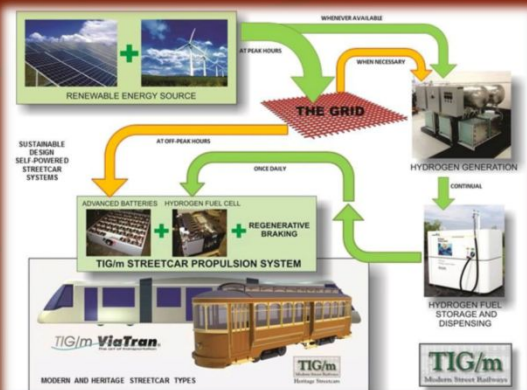 WHENEVER AVAILABLE
AT PEAK HOURS
WHEN NECESSARY
RENEWABLE ENERGY SOURCE
THE GRID
HYDROGEN GENERATION
SUSTAINABLE
DESIGN
SELF-POWERED
STREETCAR
SYSTEMS
AT OFF-PEAK HOURS
ONCE DAILY
CONTINUAL
ADVANCED BATTERIES
HYDROGEN FUEL CELL
REGENERATIVE
BRAKING
TIG/m STREETCAR PROPULSION SYSTEM
HYDROGEN FUEL
STORAGE AND
DISPENSING
TIG/m ViaTran.
TIG/m
Modern Street Railways
Heritage Streetcars
MODERN AND HERITAGE STREETCAR TYPES
TIG/m
Modern Street Railways